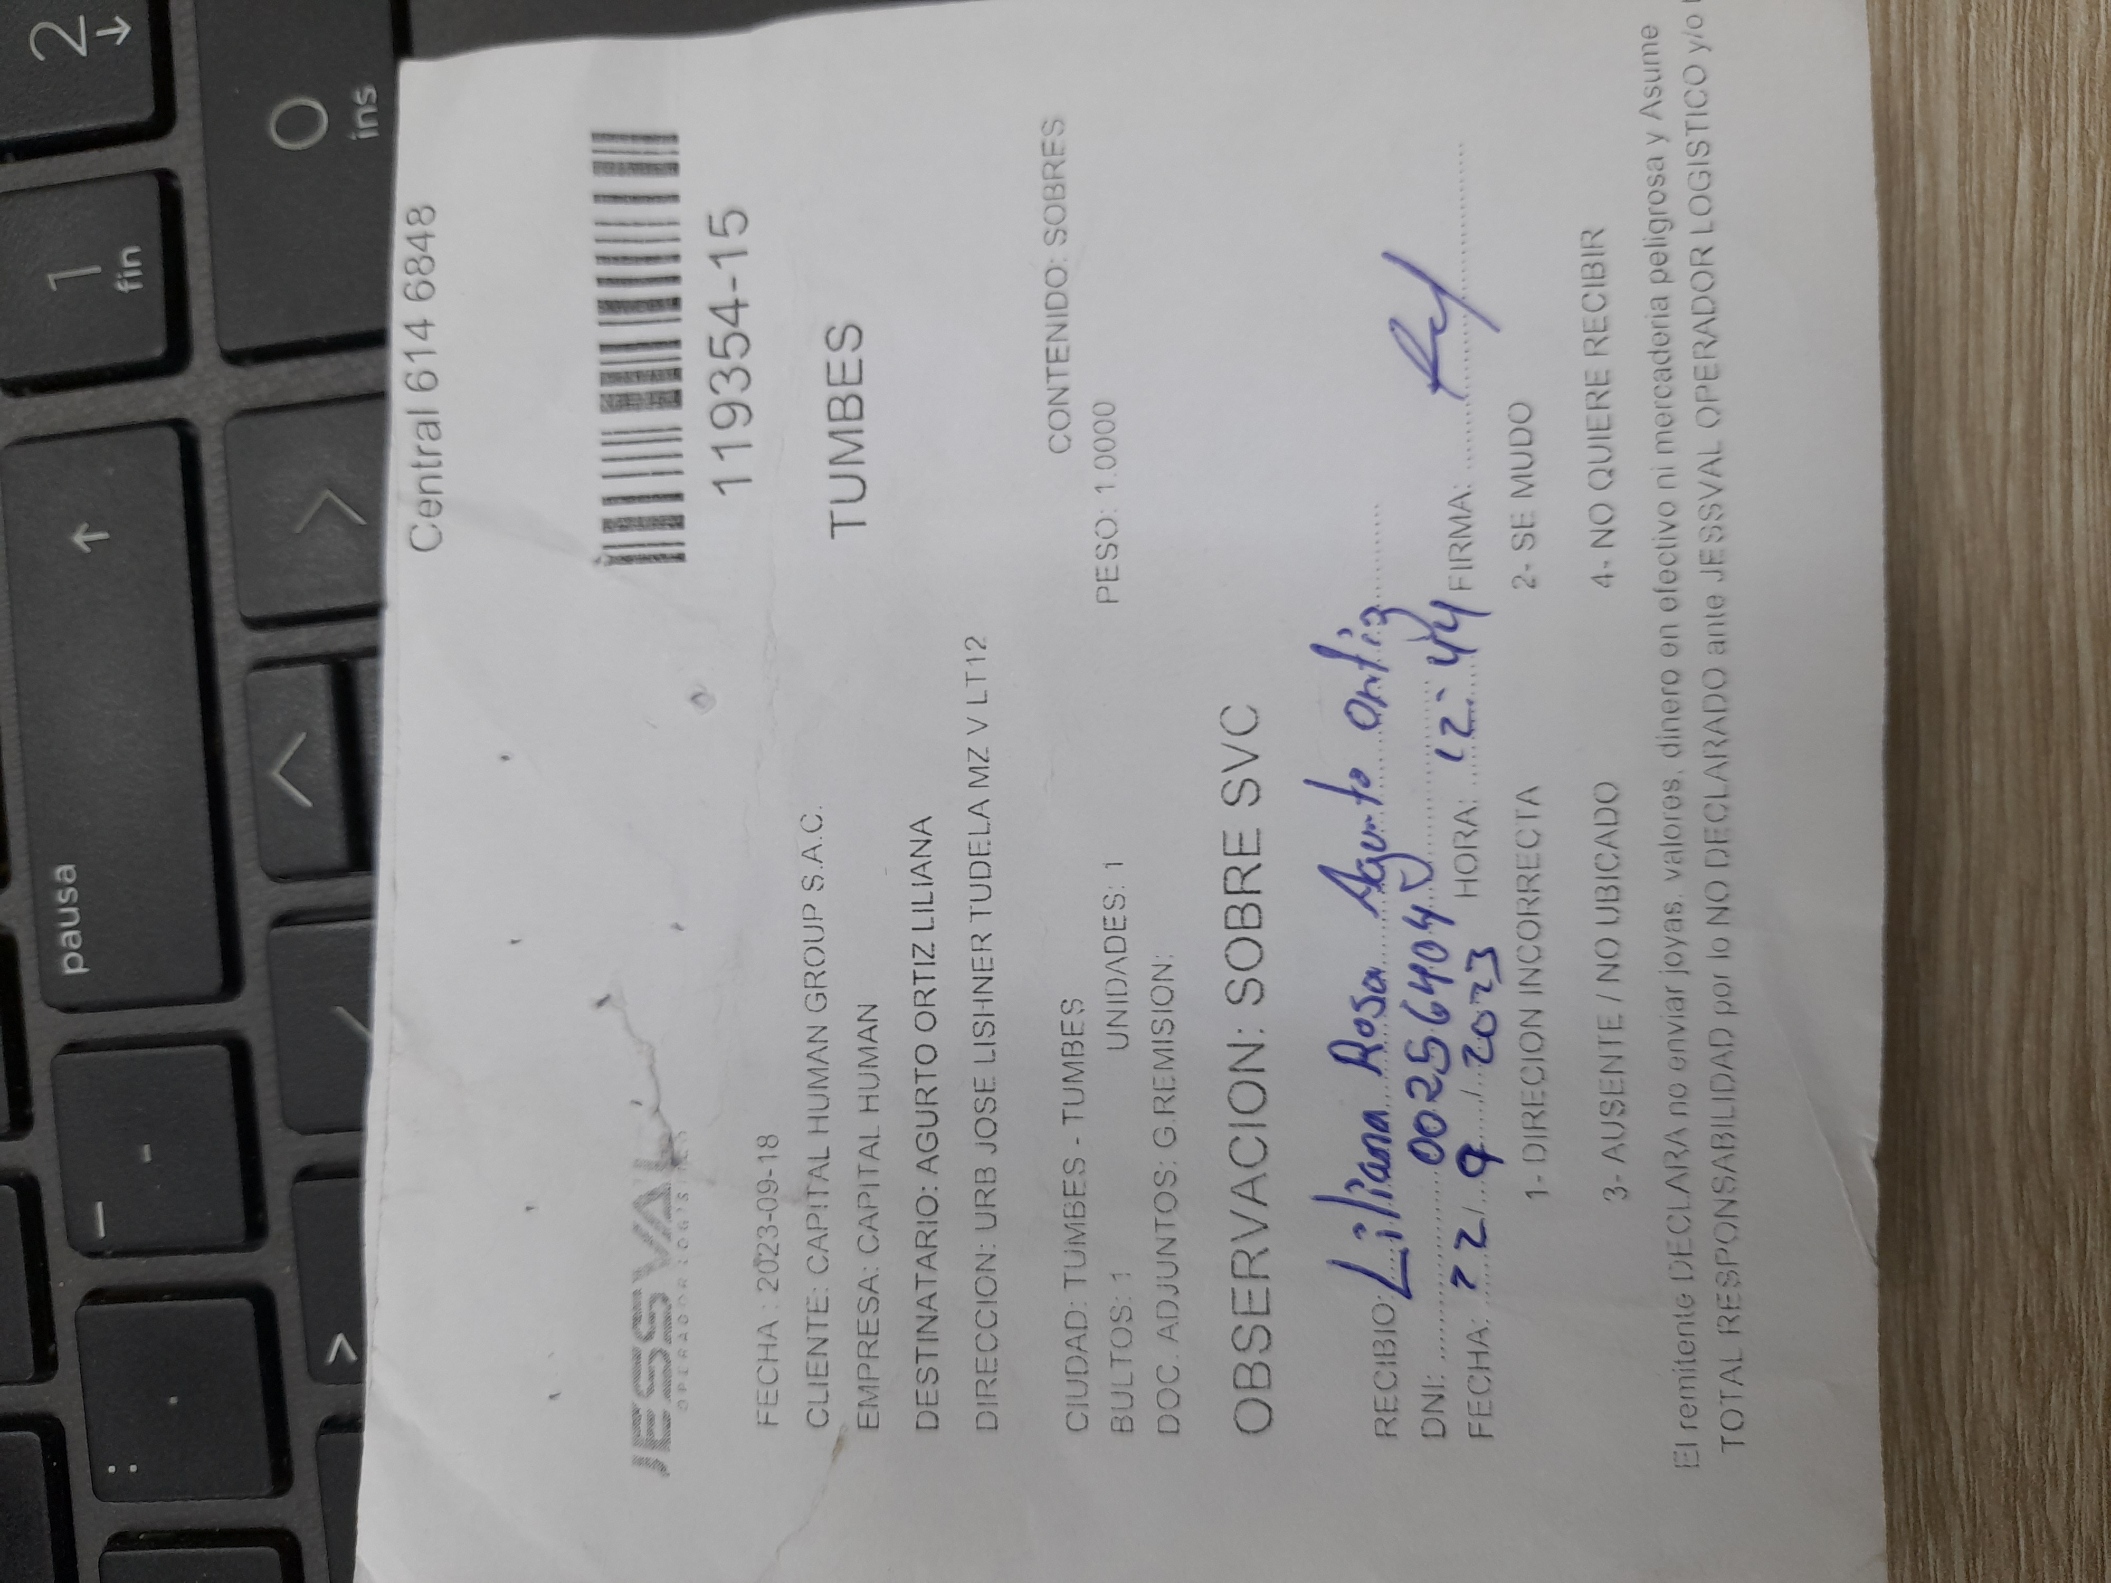 pausa
1
fin
2
0
ins
Central 614 6848
JESSVAL
OPERADOR LOGISTICO
119354-15
FECHA : 2023-09-18
CLIENTE: CAPITAL HUMAN GROUP S.A.C.
TUMBES
EMPRESA: CAPITAL HUMAN
DESTINATARIO: AGURTO ORTIZ LILIANA
DIRECCION: URB JOSE LISHNER TUDELA MZ V LT12
CIUDAD: TUMBES - TUMBES CONTENIDO: SOBRES
BULTOS: 1 UNIDADES: 1 PESO: 1.0000
DOC. ADJUNTOS: G.REMISION:
OBSERVACION: SOBRE SVC
RECIBIO: Liliana Rosa Agurto Ortiz
DNI: 00256404
FECHA: 22 / 9 / 2023 HORA: 12:44 FIRMA:
1- DIRECION INCORRECTA 2- SE MUDO
3- AUSENTE / NO UBICADO 4- NO QUIERE RECIBIR
El remitente DECLARA no enviar joyas, valores, dinero en efectivo ni mercaderia peligrosa y Asume
TOTAL RESPONSABILIDAD por lo NO DECLARADO ante JESSVAL OPERADOR LOGISTICO y/o